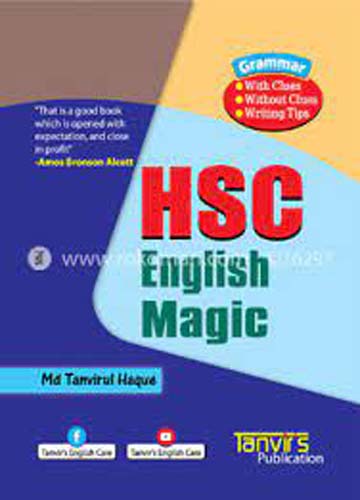 Grammar
• With Clues
• Without Clues
• Writing Tips
"That is a good book
which is opened with
expectation, and close
in profit"
-Amos Bronson Alcott
HSC
English
Magic
Md Tanvirul Haque
Tanvir's English Care
Tanvir's English Care
Tanvir's
Publication